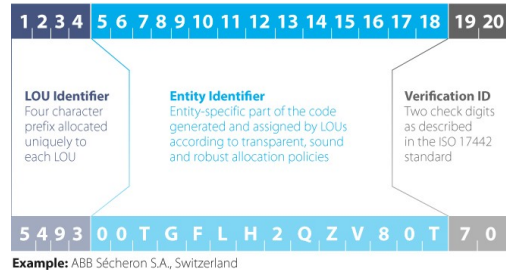 1 2 3 4 5 6 7 8 9 10 11 12 13 14 15 16 17 18 19 20
LOU Identifier
Four character
prefix allocated
uniquely to
each LOU
Entity Identifier
Entity-specific part of the code
generated and assigned by LOUs
according to transparent, sound
and robust allocation policies
Verification ID
Two check digits
as described
in the ISO 17442
standard
5 4 9 3 0 0 T G F L H 2 Q Z V 8 0 T 7 0
Example: ABB Sécheron S.A., Switzerland